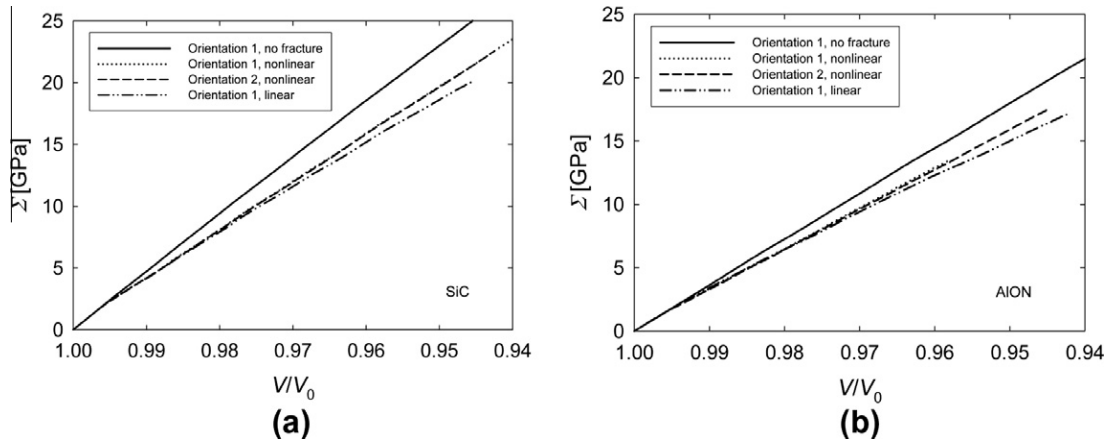 25
20
15
10
5
0
Σ[GPa]
Orientation 1, no fracture
Orientation 1, nonlinear
Orientation 2, nonlinear
Orientation 1, linear
SiC
1.00 0.99 0.98 0.97 0.96 0.95 0.94
V/V0
(a)
25
20
15
10
5
0
Σ [GPa]
Orientation 1, no fracture
Orientation 1, nonlinear
Orientation 2, nonlinear
Orientation 1, linear
AlON
1.00 0.99 0.98 0.97 0.96 0.95 0.94
V/V0
(b)